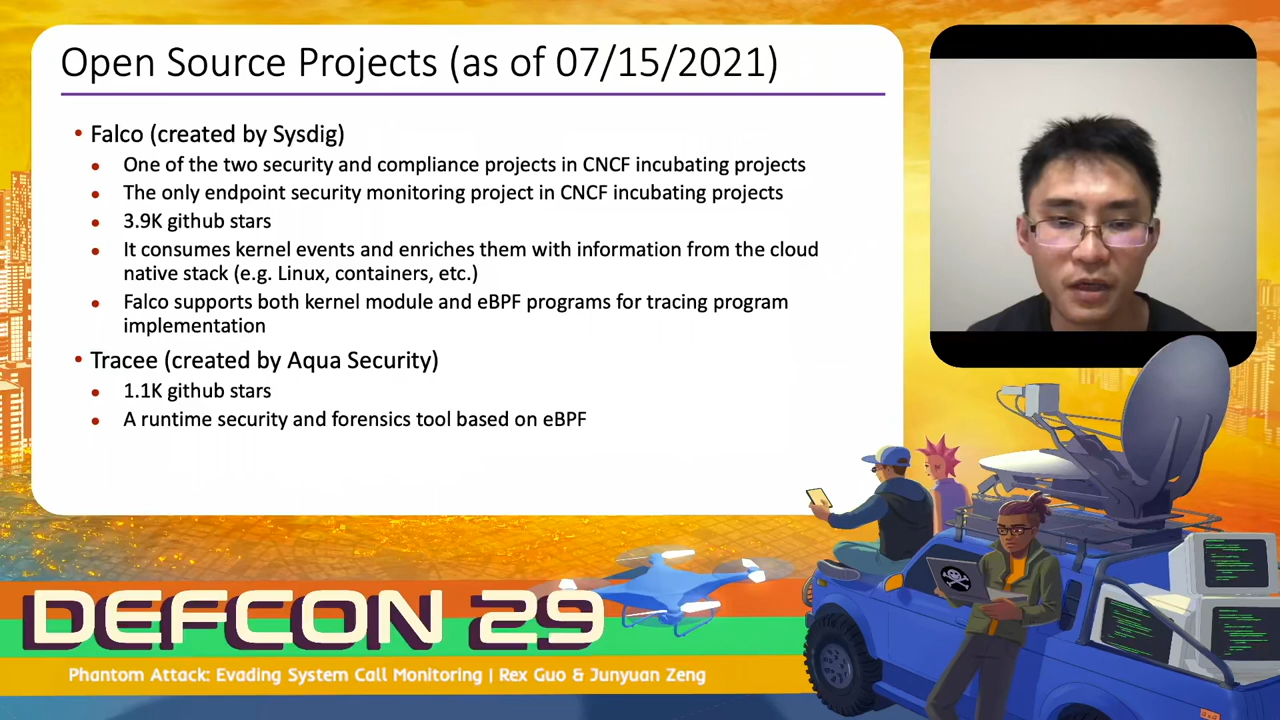 Open Source Projects (as of 07/15/2021)
• Falco (created by Sysdig)
• One of the two security and compliance projects in CNCF incubating projects
• The only endpoint security monitoring project in CNCF incubating projects
• 3.9K github stars
• It consumes kernel events and enriches them with information from the cloud
native stack (e.g. Linux, containers, etc.)
• Falco supports both kernel module and eBPF programs for tracing program
implementation
• Tracee (created by Aqua Security)
• 1.1K github stars
• A runtime security and forensics tool based on eBPF
DEFCON 29
Phantom Attack: Evading System Call Monitoring | Rex Guo & Junyuan Zeng